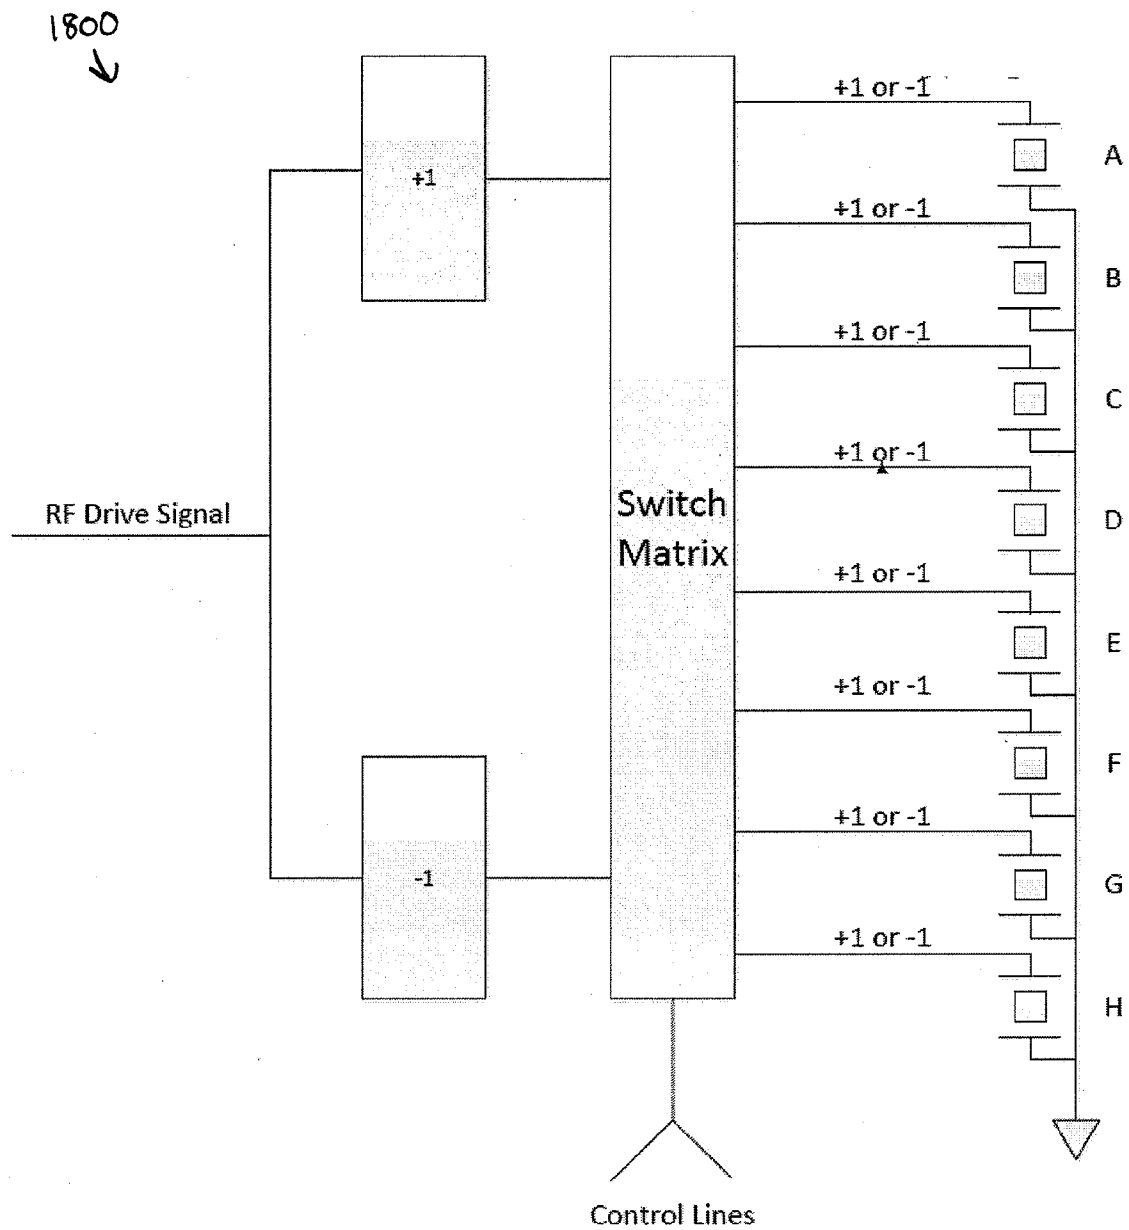 1800
+1 or -1
A
+1
+1 or -1
B
+1 or -1
C
+1 or -1
RF Drive Signal
Switch
Matrix
D
+1 or -1
E
+1 or -1
F
+1 or -1
-1
G
+1 or -1
H
Control Lines